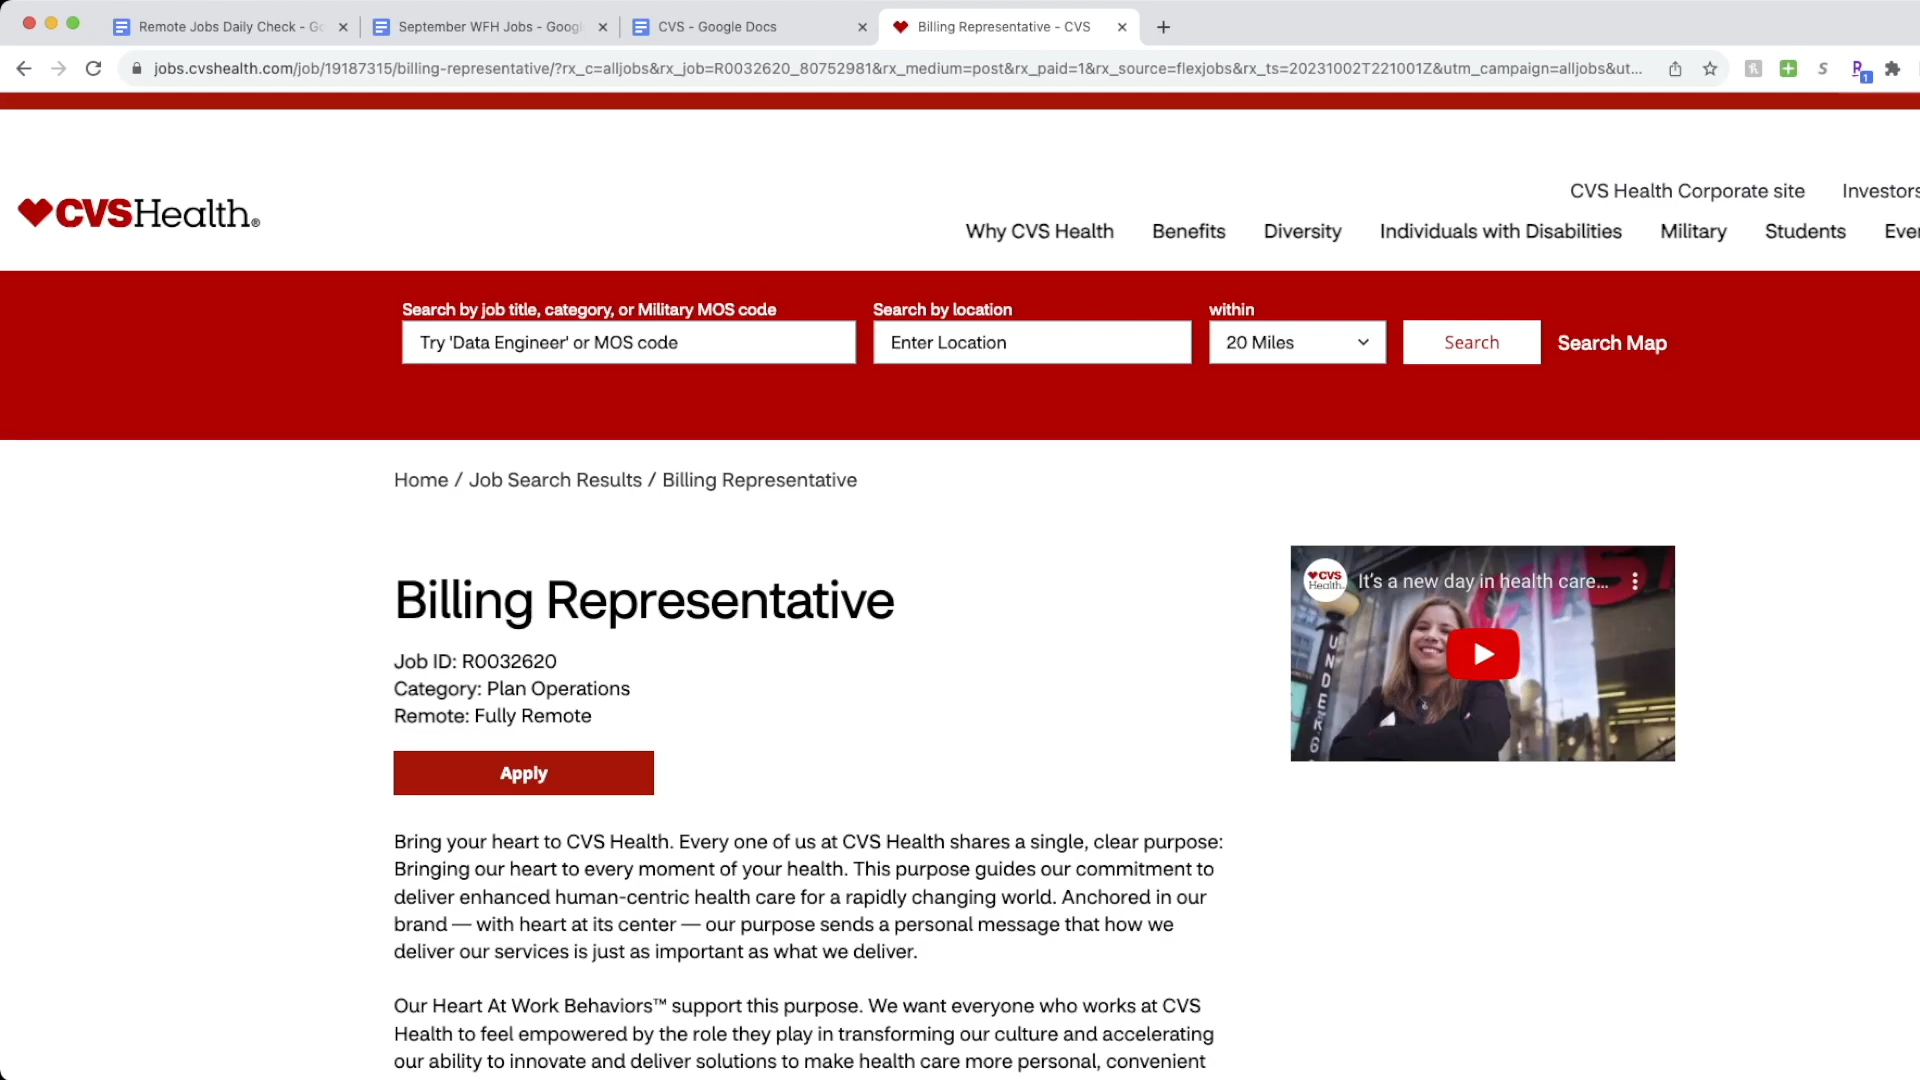 Remote Jobs Daily Check - Go
September WFH Jobs - Googl
CVS - Google Docs
Billing Representative - CVS
jobs.cvshealth.com/job/19187315/billing-representative/?rx_c=alljobs&rx_job=R0032620_80752981&rx_medium=post&rx_paid=1&rx_source=flexjobs&rx_ts=20231002T221001Z&utm_campaign=alljobs&ut...
1
CVS Health Corporate site
Investors
CVSHealth®
Why CVS Health
Benefits
Diversity
Individuals with Disabilities
Military
Students
Ever
Search by job title, category, or Military MOS code
Search by location
within
Try 'Data Engineer' or MOS code
Enter Location
20 Miles
Search
Search Map
Home / Job Search Results / Billing Representative
Billing Representative
Job ID: R0032620
Category: Plan Operations
Remote: Fully Remote
Apply
CVS Health.
It's a new day in health care...
Bring your heart to CVS Health. Every one of us at CVS Health shares a single, clear purpose:
Bringing our heart to every moment of your health. This purpose guides our commitment to
deliver enhanced human-centric health care for a rapidly changing world. Anchored in our
brand — with heart at its center — our purpose sends a personal message that how we
deliver our services is just as important as what we deliver.
Our Heart At Work Behaviors™ support this purpose. We want everyone who works at CVS
Health to feel empowered by the role they play in transforming our culture and accelerating
our ability to innovate and deliver solutions to make health care more personal, convenient